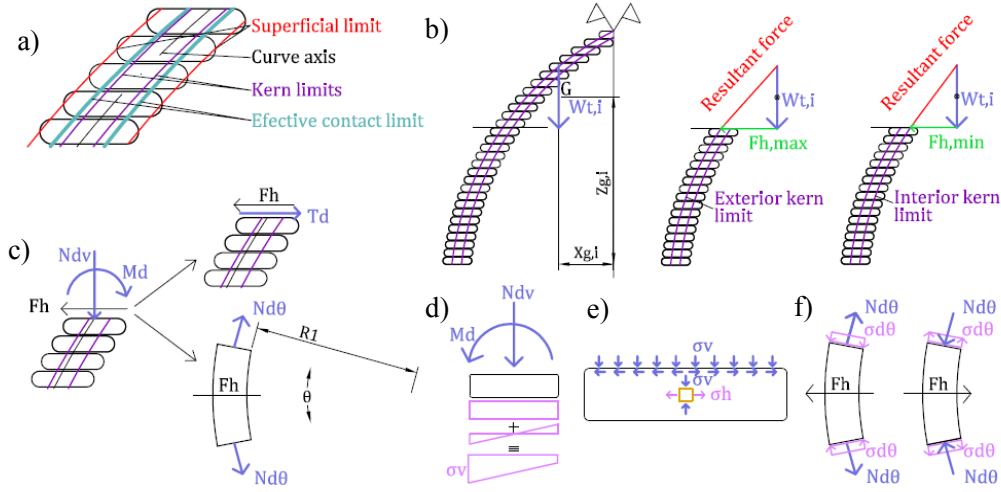 a)
Superficial limit
Curve axis
Kern limits
Efective contact limit
b)
G
Wt,i
Zg,i
Xg,i
Resultant force
Wt,i
Fh,max
Exterior kern
limit
Resultant force
Wt,i
Fh,min
Interior kern
limit
c)
Ndv
Md
Fh
Fh
Td
Ndθ
R1
Fh
θ
Ndθ
d)
Ndv
Md
+
≡
σv
e)
σv
σv
σh
f)
Ndθ
σdθ
Fh
σdθ
Ndθ
Ndθ
σdθ
Fh
σdθ
Ndθ